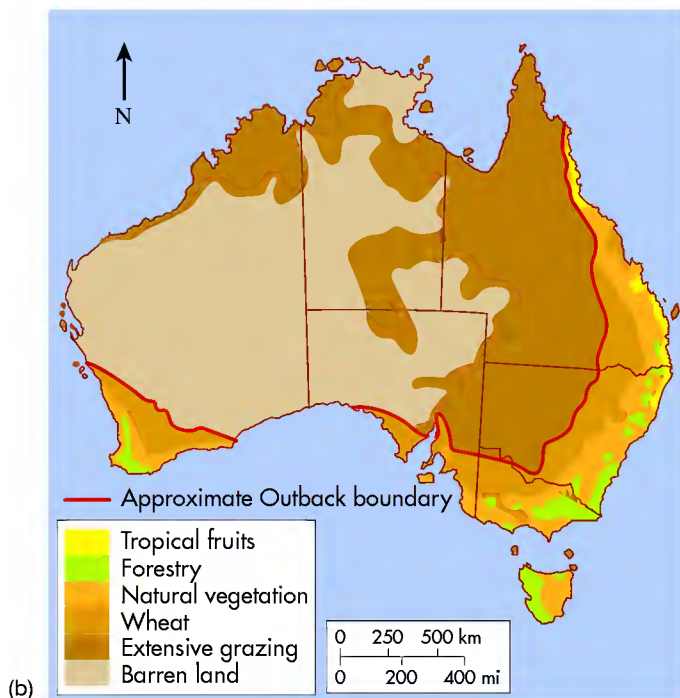 N
Approximate Outback boundary
Tropical fruits
Forestry
Natural vegetation
Wheat
Extensive grazing
Barren land
0 250 500 km
0 200 400 mi
(b)